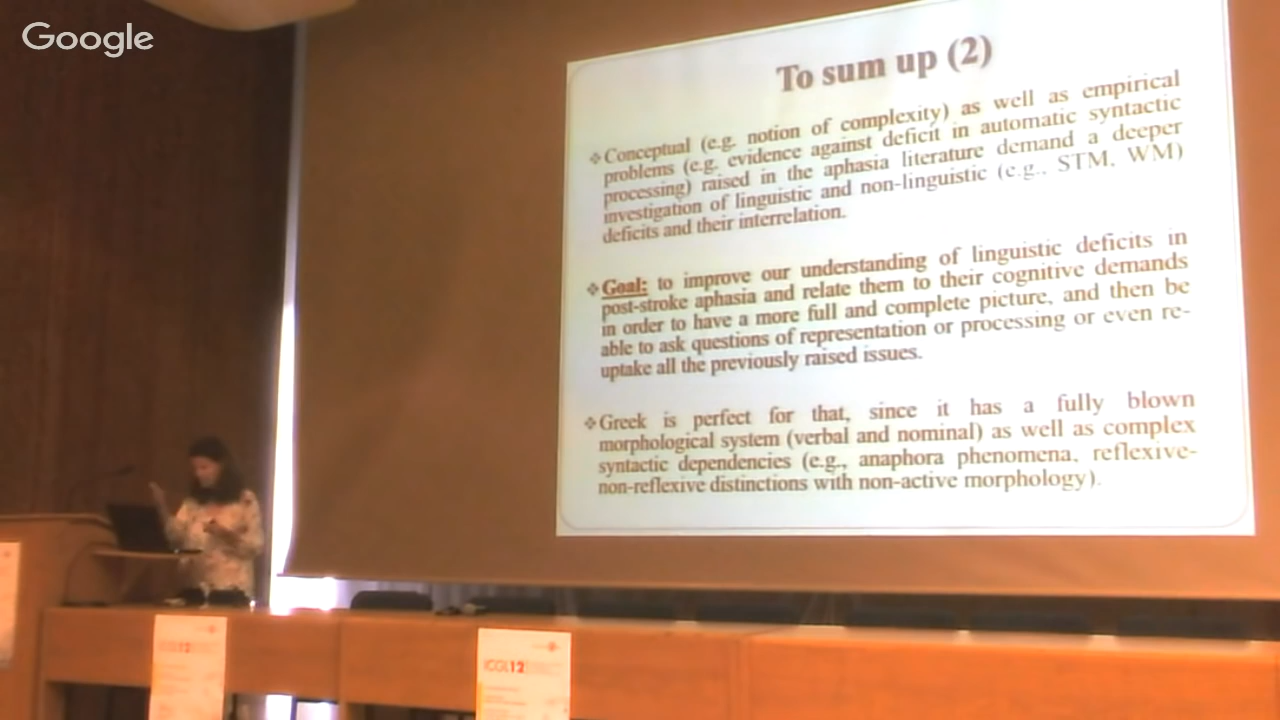 Google
To sum up (2)
❖Conceptual (e.g. notion of complexity) as well as empirical
problems (e.g. evidence against deficit in automatic syntactic
processing) raised in the aphasia literature demand a deeper
investigation of linguistic and non-linguistic (e.g., STM, WM)
deficits and their interrelation.
❖Goal: to improve our understanding of linguistic deficits in
post-stroke aphasia and relate them to their cognitive demands
in order to have a more full and complete picture, and then be
able to ask questions of representation or processing or even re-
uptake all the previously raised issues.
❖Greek is perfect for that, since it has a fully blown
morphological system (verbal and nominal) as well as complex
syntactic dependencies (e.g., anaphora phenomena, reflexive-
non-reflexive distinctions with non-active morphology).
ICGL12
ICGL12